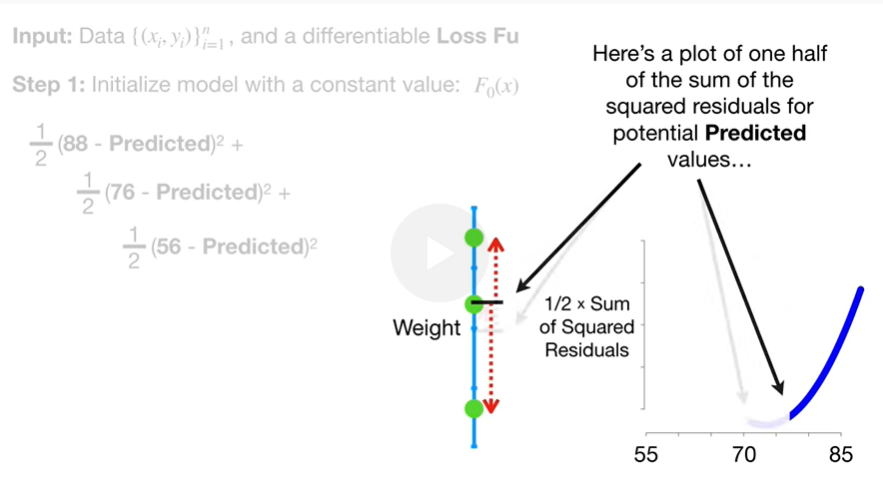 Input: Data {(xᵢ, yᵢ)}ⁿᵢ₌₁, and a differentiable Loss Fu
Step 1: Initialize model with a constant value: F₀(x)
1/2 (88 - Predicted)² +
1/2 (76 - Predicted)² +
1/2 (56 - Predicted)²
Here's a plot of one half
of the sum of the
squared residuals for
potential Predicted
values…
Weight
1/2 × Sum
of Squared
Residuals
55 70 85